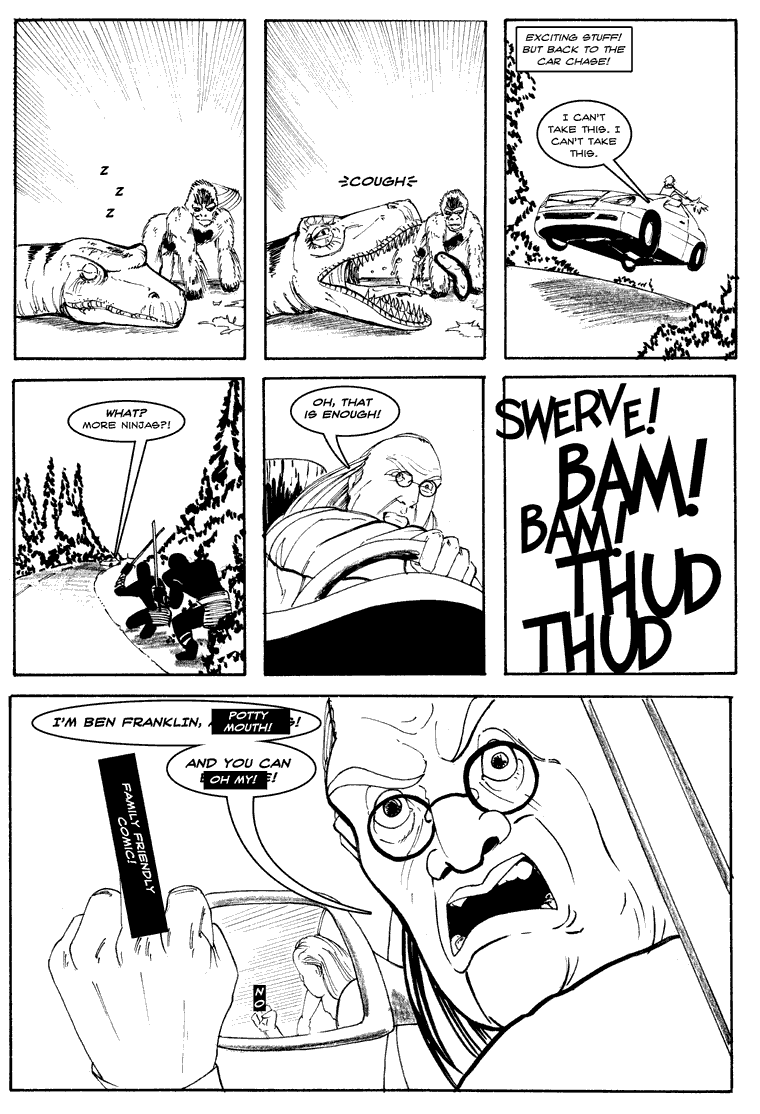 Z
Z
Z
COUGH
EXCITING STUFF!
BUT BACK TO THE
CAR CHASE!
I CAN'T
TAKE THIS. I
CAN'T TAKE
THIS.
WHAT?
MORE NINJAS?!
OH, THAT
IS ENOUGH!
SWERVE!
BAM!
BAM!
THUD
THUD
I'M BEN FRANKLIN,
POTTY
MOUTH!
AND YOU CAN
OH MY!
FAMILY FRIENDLY
COMIC!
NO